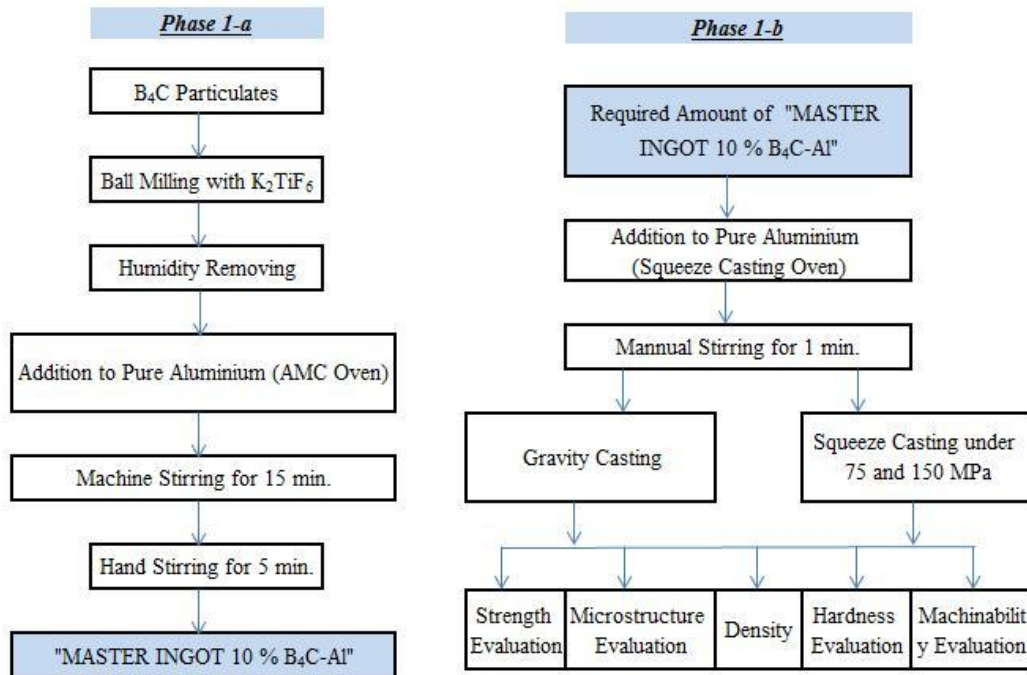 Phase 1-a
B₄C Particulates
Ball Milling with K₂TiF₆
Humidity Removing
Addition to Pure Aluminium (AMC Oven)
Machine Stirring for 15 min.
Hand Stirring for 5 min.
"MASTER INGOT 10 % B₄C-Al"
Phase 1-b
Required Amount of "MASTER
INGOT 10 % B₄C-Al"
Addition to Pure Aluminium
(Squeeze Casting Oven)
Mannual Stirring for 1 min.
Gravity Casting
Squeeze Casting under
75 and 150 MPa
Strength
Evaluation
Microstructure
Evaluation
Density
Hardness
Evaluation
Machinabilit
y Evaluation